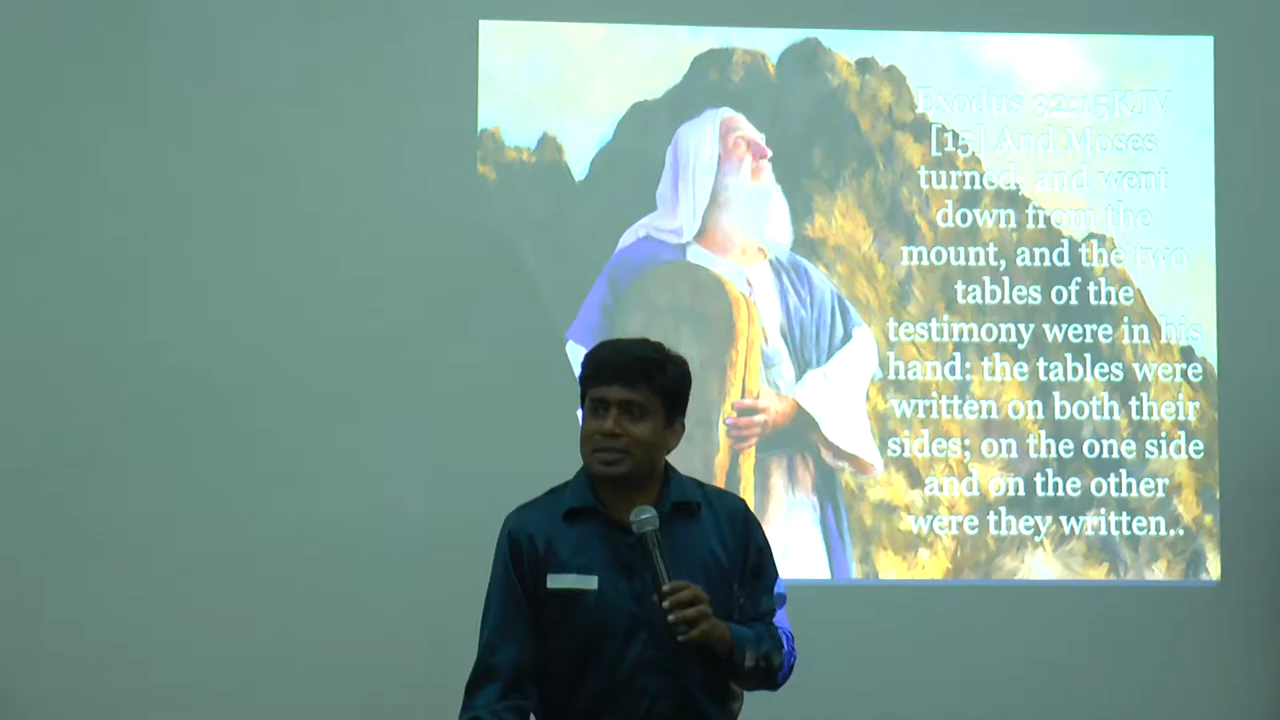 Exodus 32:15KJV
[15] And Moses
turned, and went
down from the
mount, and the two
tables of the
testimony were in his
hand: the tables were
written on both their
sides; on the one side
and on the other
were they written..